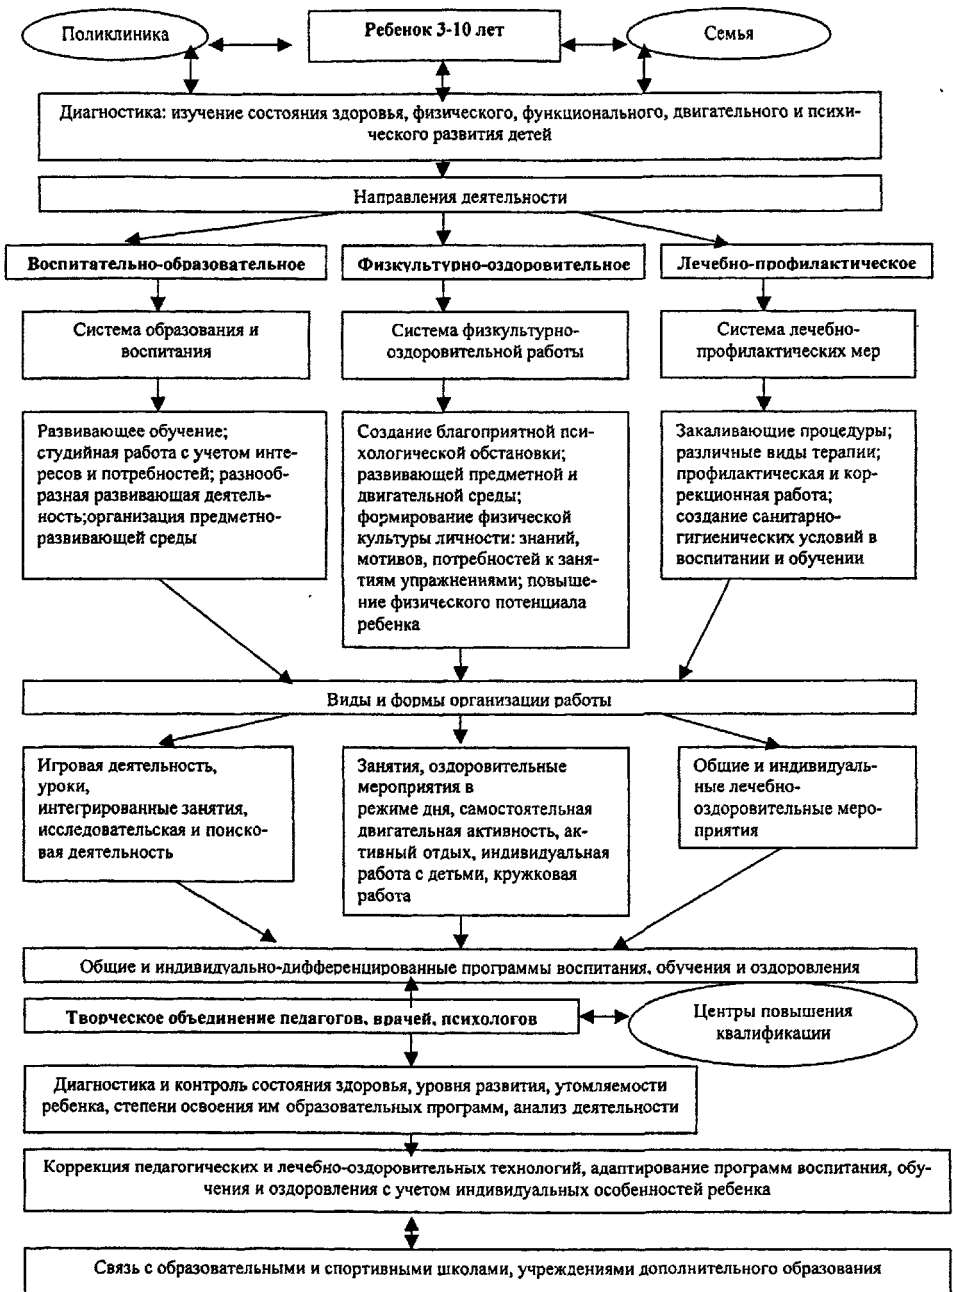 Поликлиника
Ребенок 3-10 лет
Семья
Диагностика: изучение состояния здоровья, физического, функционального, двигательного и психи-
ческого развития детей
Направления деятельности
Воспитательно-образовательное
Физкультурно-оздоровительное
Лечебно-профилактическое
Система образования и
воспитания
Система физкультурно-
оздоровительной работы
Система лечебно-
профилактических мер
Развивающее обучение;
студийная работа с учетом инте-
ресов и потребностей; разнооб-
разная развивающая деятель-
ность;организация предметно-
развивающей среды
Создание благоприятной пси-
хологической обстановки;
развивающей предметной и
двигательной среды;
формирование физической
культуры личности: знаний,
мотивов, потребностей к заня-
тиям упражнениями; повыше-
ние физического потенциала
ребенка
Закаливающие процедуры;
различные виды терапии;
профилактическая и кор-
рекционная работа;
создание санитарно-
гигиенических условий в
воспитании и обучении
Виды и формы организации работы
Игровая деятельность,
уроки,
интегрированные занятия,
исследовательская и поиско-
вая деятельность
Занятия, оздоровительные
мероприятия в
режиме дня, самостоятельная
двигательная активность, ак-
тивный отдых, индивидуальная
работа с детьми, кружковая
работа
Общие и индивидуаль-
ные лечебно-
оздоровительные меро-
приятия
Общие и индивидуально-дифференцированные программы воспитания, обучения и оздоровления
Творческое объединение педагогов, врачей, психологов
Центры повышения
квалификации
Диагностика и контроль состояния здоровья, уровня развития, утомляемости
ребенка, степени освоения им образовательных программ, анализ деятельности
Коррекция педагогических и лечебно-оздоровительных технологий, адаптирование программ воспитания, обу-
чения и оздоровления с учетом индивидуальных особенностей ребенка
Связь с образовательными и спортивными школами, учреждениями дополнительного образования